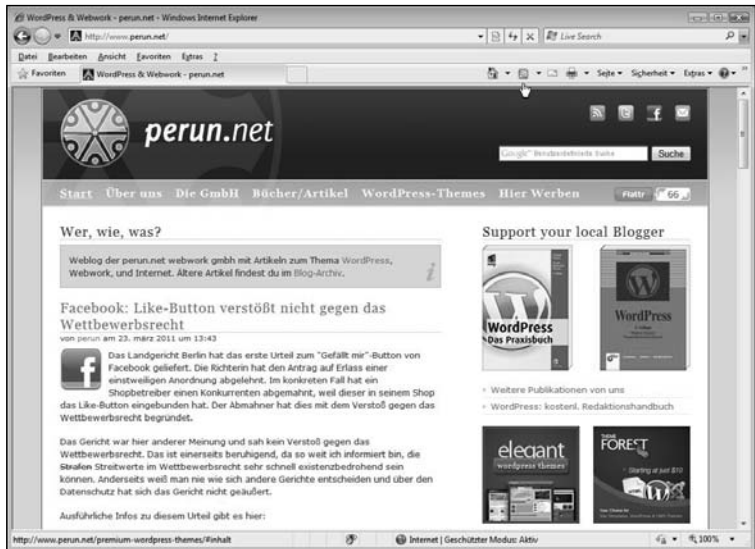 WordPress & Webwork - perun.net - Windows Internet Explorer
http://www.perun.net/
Live Search
Datei Bearbeiten Ansicht Favoriten Extras ?
Favoriten WordPress & Webwork - perun.net
Seite Sicherheit Extras
perun.net
Google™ Benutzerdefinierte Suche Suche
Start Über uns Die GmbH Bücher/Artikel WordPress-Themes Hier Werben Flattr 66
Wer, wie, was?
Weblog der perun.net webwork gmbh mit Artikeln zum Thema WordPress,
Webwork, und Internet. Ältere Artikel findest du im Blog-Archiv.
Facebook: Like-Button verstößt nicht gegen das
Wettbewerbsrecht
von perun am 23. märz 2011 um 13:43
Das Landgericht Berlin hat das erste Urteil zum "Gefällt mir"-Button von
Facebook geliefert. Die Richterin hat den Antrag auf Erlass einer
einstweiligen Anordnung abgelehnt. Im konkreten Fall hat ein
Shopbetreiber einen Konkurrenten abgemahnt, weil dieser in seinem Shop
das Like-Button eingebunden hat. Der Abmahner hat dies mit dem Verstoß gegen das
Wettbewerbsrecht begründet.
Das Gericht war hier anderer Meinung und sah kein Verstoß gegen das
Wettbewerbsrecht. Das ist einerseits beruhigend, da so weit ich informiert bin, die
Strafen Streitwerte im Wettbewerbsrecht sehr schnell existenzbedrohend sein
können. Anderseits weiß man nie wie sich andere Gerichte entscheiden und über den
Datenschutz hat sich das Gericht nicht geäußert.
Ausführliche Infos zu diesem Urteil gibt es hier:
Support your local Blogger
WordPress
Das Praxisbuch
WordPress
Weitere Publikationen von uns
WordPress: kostenl. Redaktionshandbuch
elegant
wordpress themes
THEME
FOREST
Starting at just $10
http://www.perun.net/premium-wordpress-themes/#inhalt
Internet | Geschützter Modus: Aktiv
100%